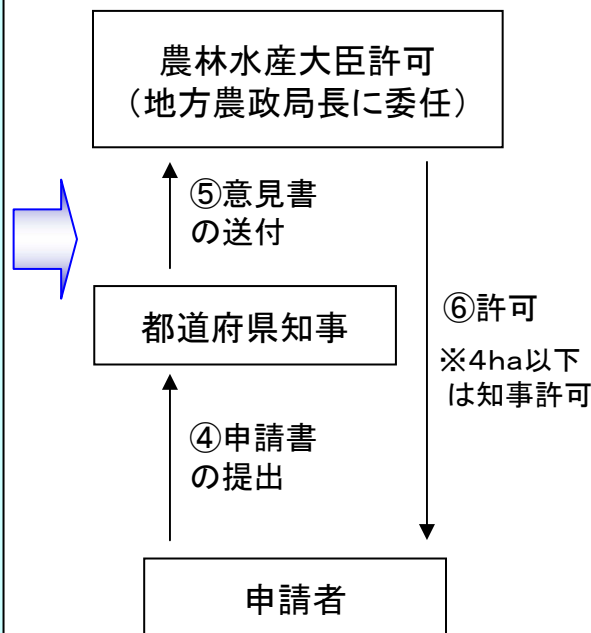 農林水産大臣許可
（地方農政局長に委任）
⑤意見書
の送付
都道府県知事
⑥許可
※4ha以下
は知事許可
④申請書
の提出
申請者